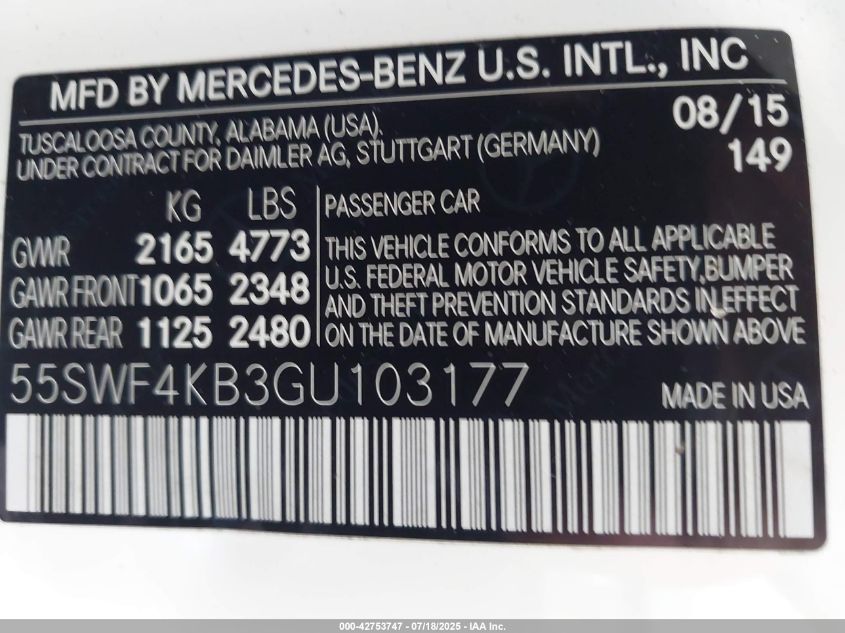 MFD BY MERCEDES-BENZ U.S. INTL., INC
TUSCALOOSA COUNTY, ALABAMA (USA).
UNDER CONTRACT FOR DAIMLER AG, STUTTGART (GERMANY)
08/15
149
KG LBS
GVWR 2165 4773
GAWR FRONT 1065 2348
GAWR REAR 1125 2480
PASSENGER CAR
THIS VEHICLE CONFORMS TO ALL APPLICABLE
U.S. FEDERAL MOTOR VEHICLE SAFETY, BUMPER
AND THEFT PREVENTION STANDARDS IN EFFECT
ON THE DATE OF MANUFACTURE SHOWN ABOVE
55SWF4KB3GU103177
MADE IN USA
000-42753747 - 07/18/2025 - IAA Inc.